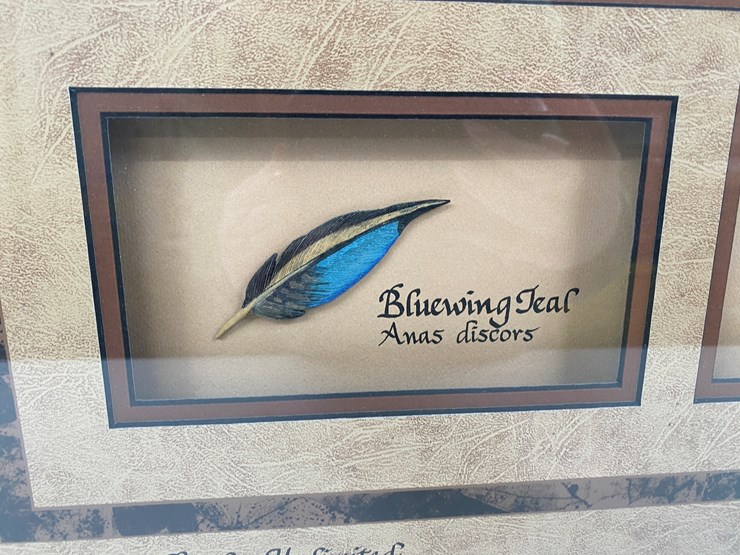 Bluewing Teal
Anas discors